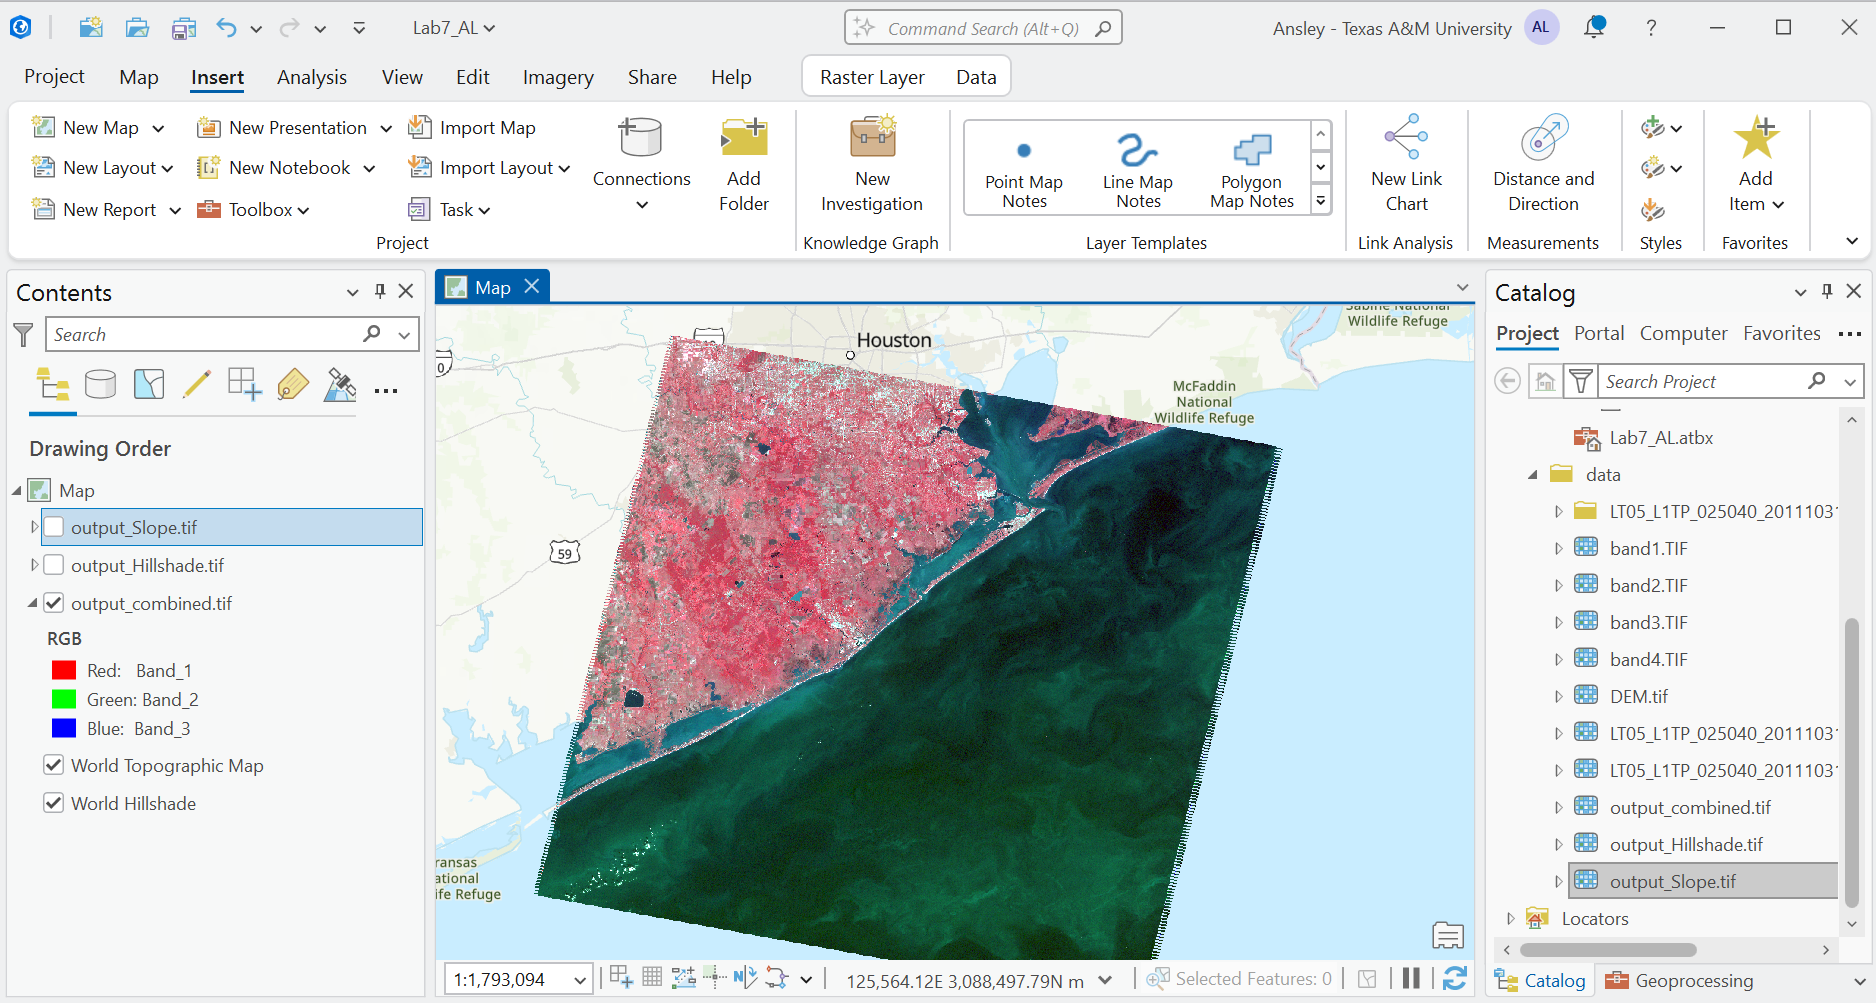 Lab7_AL
Command Search (Alt+Q)
Ansley - Texas A&M University
AL
?
Project Map Insert Analysis View Edit Imagery Share Help Raster Layer Data
New Map
New Presentation
Import Map
New Layout
New Notebook
Import Layout
New Report
Toolbox
Task
Project
Connections
Add
Folder
New
Investigation
Knowledge Graph
Point Map
Notes
Line Map
Notes
Polygon
Map Notes
Layer Templates
New Link
Chart
Link Analysis
Distance and
Direction
Measurements
Styles
Add
Item
Favorites
Contents
Search
Drawing Order
Map
output_Slope.tif
output_Hillshade.tif
output_combined.tif
RGB
Red: Band_1
Green: Band_2
Blue: Band_3
World Topographic Map
World Hillshade
Map
Sabine National
Wildlife Refuge
Houston
0
McFaddin
National
Wildlife Refuge
59
ransas
ational
ife Refuge
1:1,793,094
N
125,564.12E 3,088,497.79N m
Selected Features: 0
Catalog
Project Portal Computer Favorites
Search Project
Lab7_AL.atbx
data
LT05_L1TP_025040_2011103
band1.TIF
band2.TIF
band3.TIF
band4.TIF
DEM.tif
LT05_L1TP_025040_2011103
LT05_L1TP_025040_2011103
output_combined.tif
output_Hillshade.tif
output_Slope.tif
Locators
Catalog
Geoprocessing